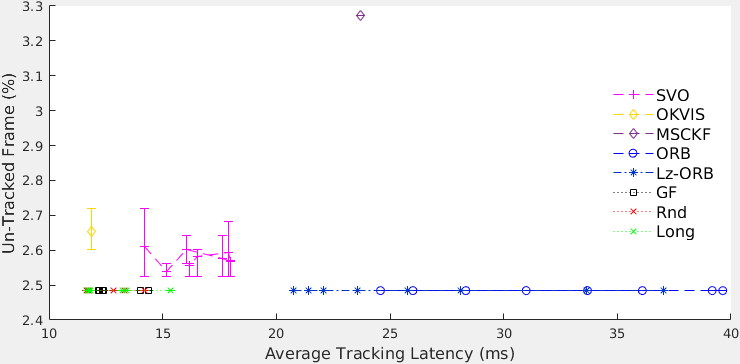 3.3
3.2
3.1
3
2.9
2.8
2.7
2.6
2.5
2.4
Un-Tracked Frame (%)
SVO
OKVIS
MSCKF
ORB
Lz-ORB
GF
Rnd
Long
10 15 20 25 30 35 40
Average Tracking Latency (ms)